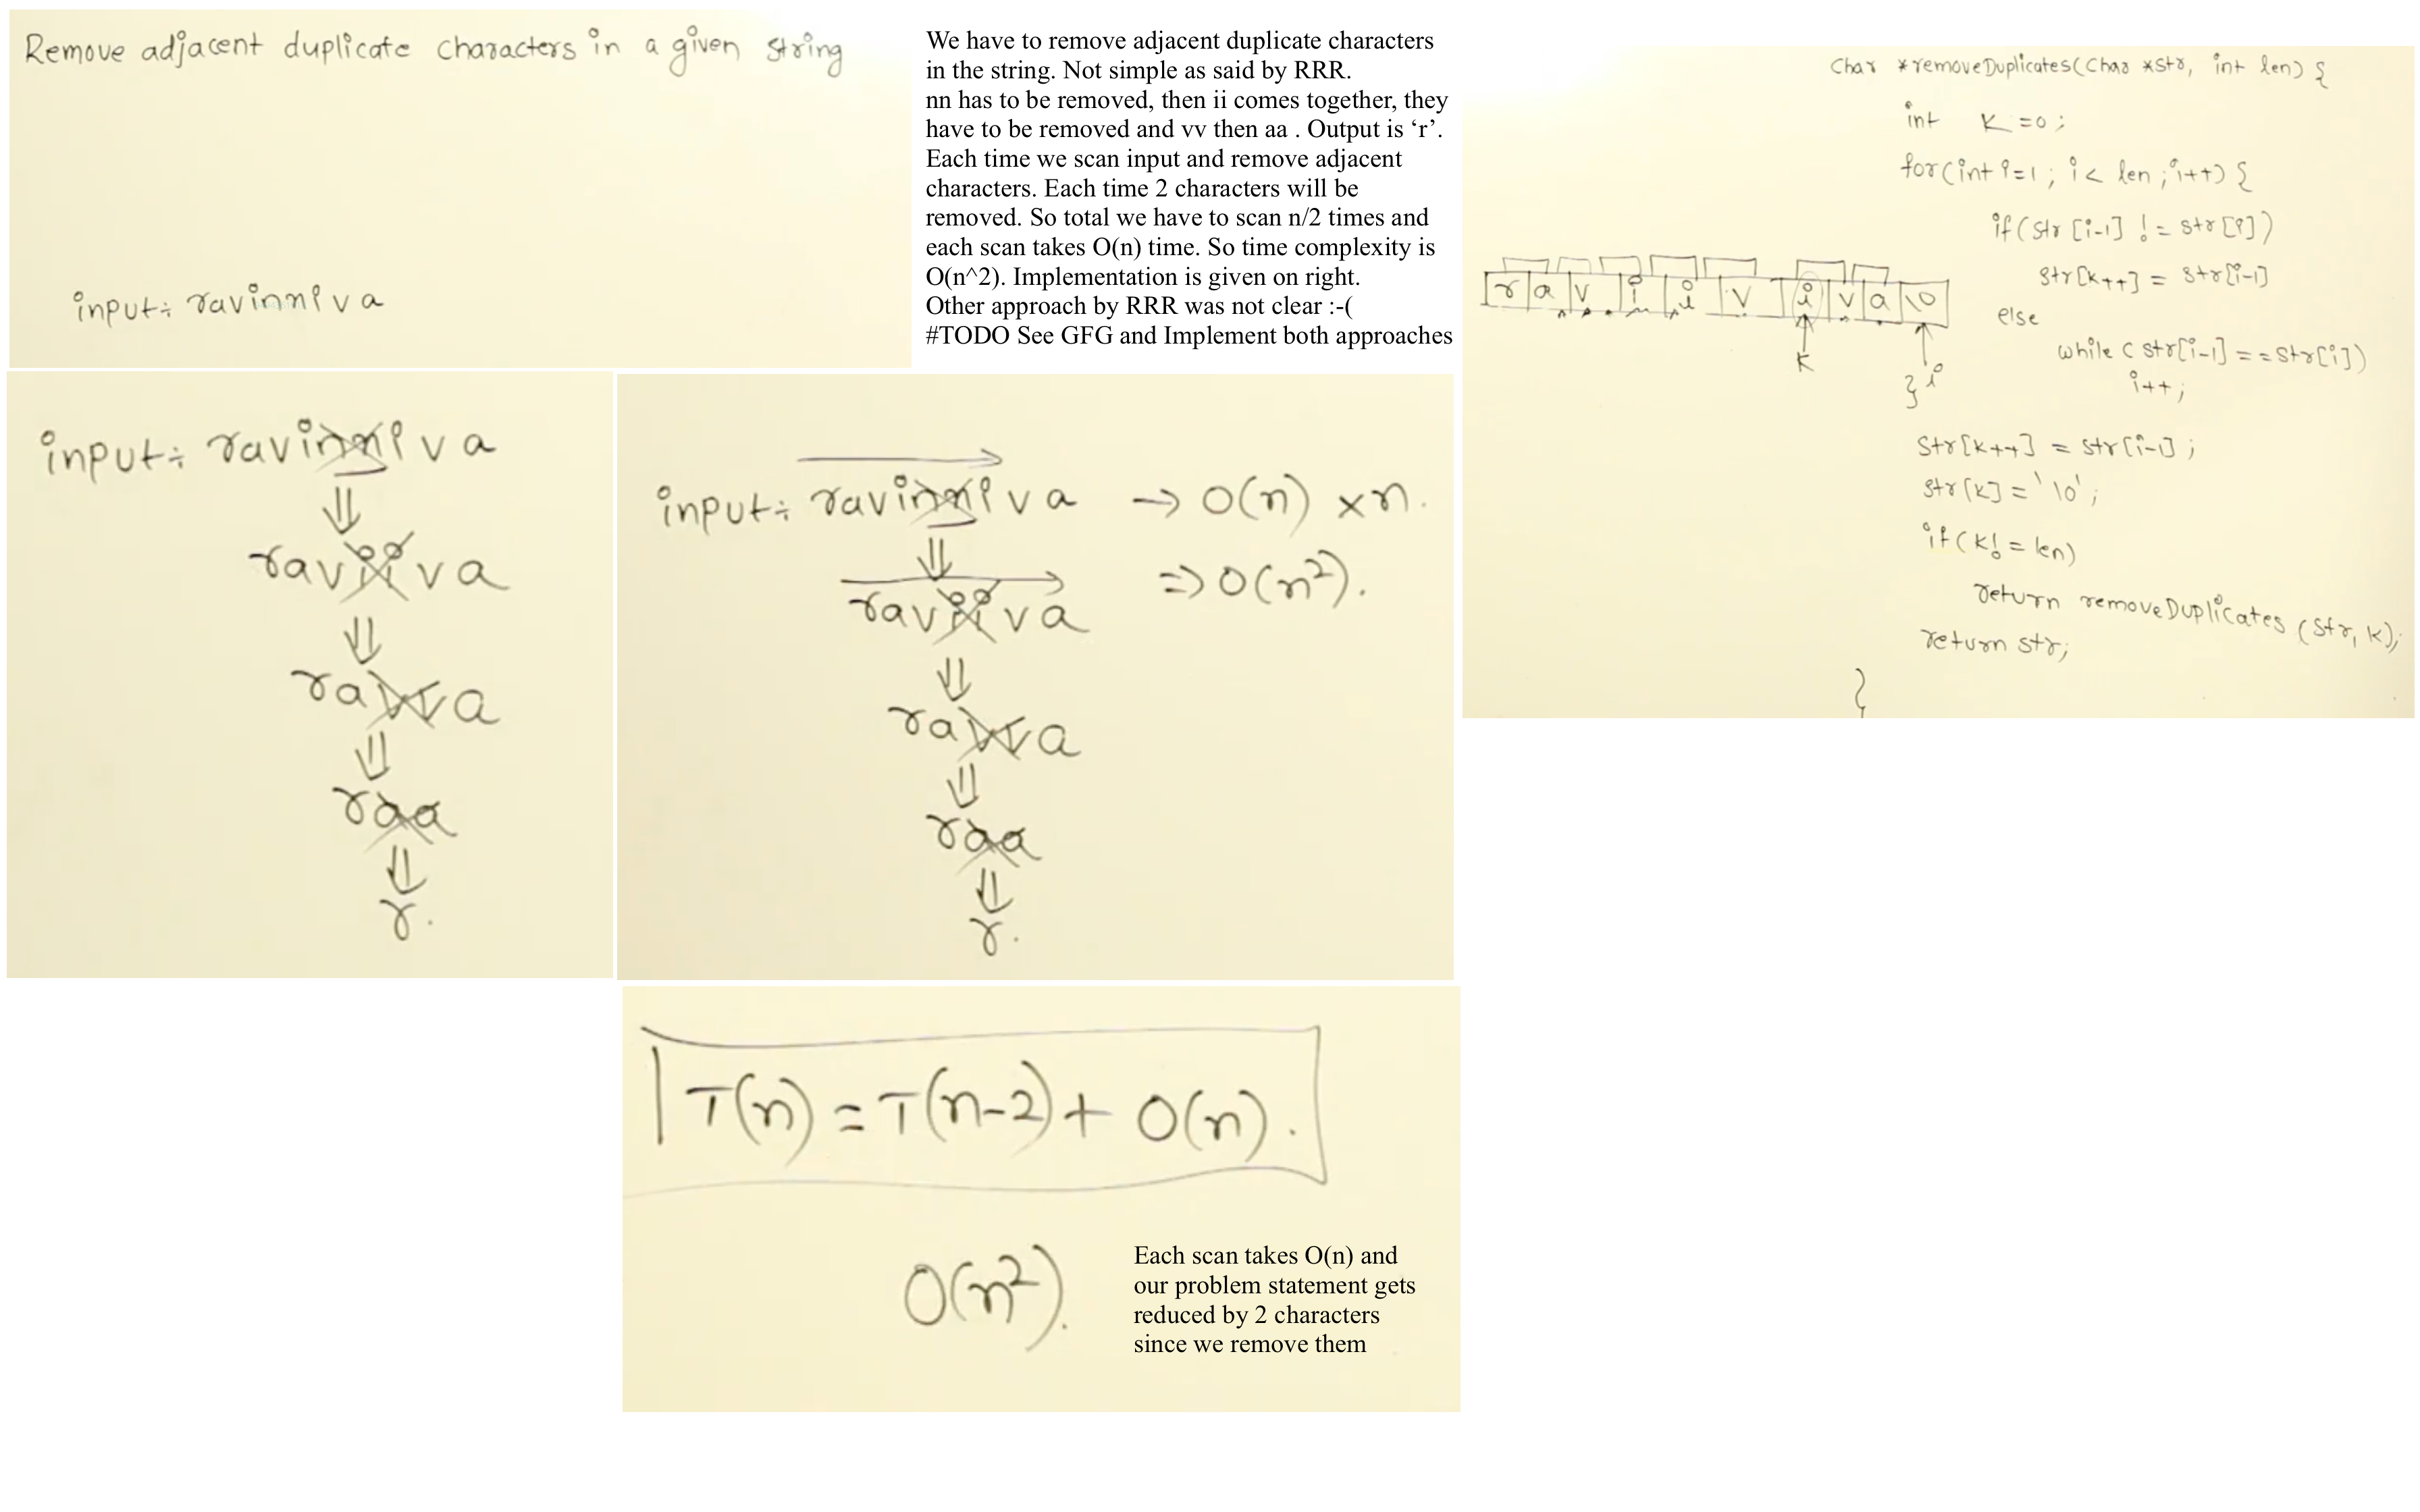 Remove adjacent duplicate characters in a given string
input÷ ravinniva
We have to remove adjacent duplicate characters
in the string. Not simple as said by RRR.
nn has to be removed, then ii comes together, they
have to be removed and vv then aa . Output is ‘r’.
Each time we scan input and remove adjacent
characters. Each time 2 characters will be
removed. So total we have to scan n/2 times and
each scan takes O(n) time. So time complexity is
O(n^2). Implementation is given on right.
Other approach by RRR was not clear :-(
#TODO See GFG and Implement both approaches
input÷ ravinniva
⇓
raviiva
⇓
ravva
⇓
raa
⇓
r.
input÷ ravinniva → O(n) ×n.
⇓
raviiva ⇒ O(n²).
⇓
ravva
⇓
raa
⇓
r.
T(n) = T(n-2) + O(n).
O(n²).
Each scan takes O(n) and
our problem statement gets
reduced by 2 characters
since we remove them
Char *removeDuplicates(Char *str, int len) {
int K=0;
for(int i=1; i< len; i++) {
if(str[i-1] != str[i])
str[k++] = str[i-1]
else
while (str[i-1] == str[i])
i++;
}
str[k++] = str[i-1];
str[k] = '\0';
if(k! = len)
return removeDuplicates (str, k);
return str;
}
r a v i i v i v a \0
k i